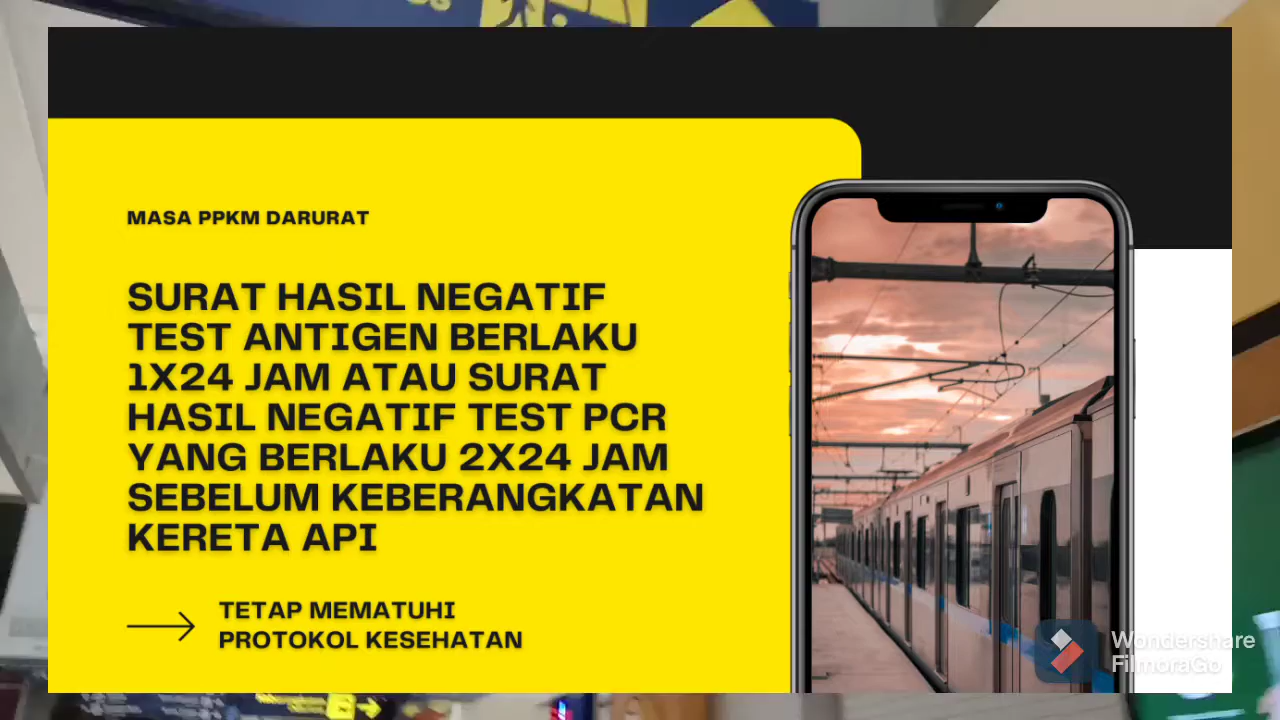 MASA PPKM DARURAT
SURAT HASIL NEGATIF
TEST ANTIGEN BERLAKU
1X24 JAM ATAU SURAT
HASIL NEGATIF TEST PCR
YANG BERLAKU 2X24 JAM
SEBELUM KEBERANGKATAN
KERETA API
TETAP MEMATUHI
PROTOKOL KESEHATAN
Wondershare
FilmoraGo